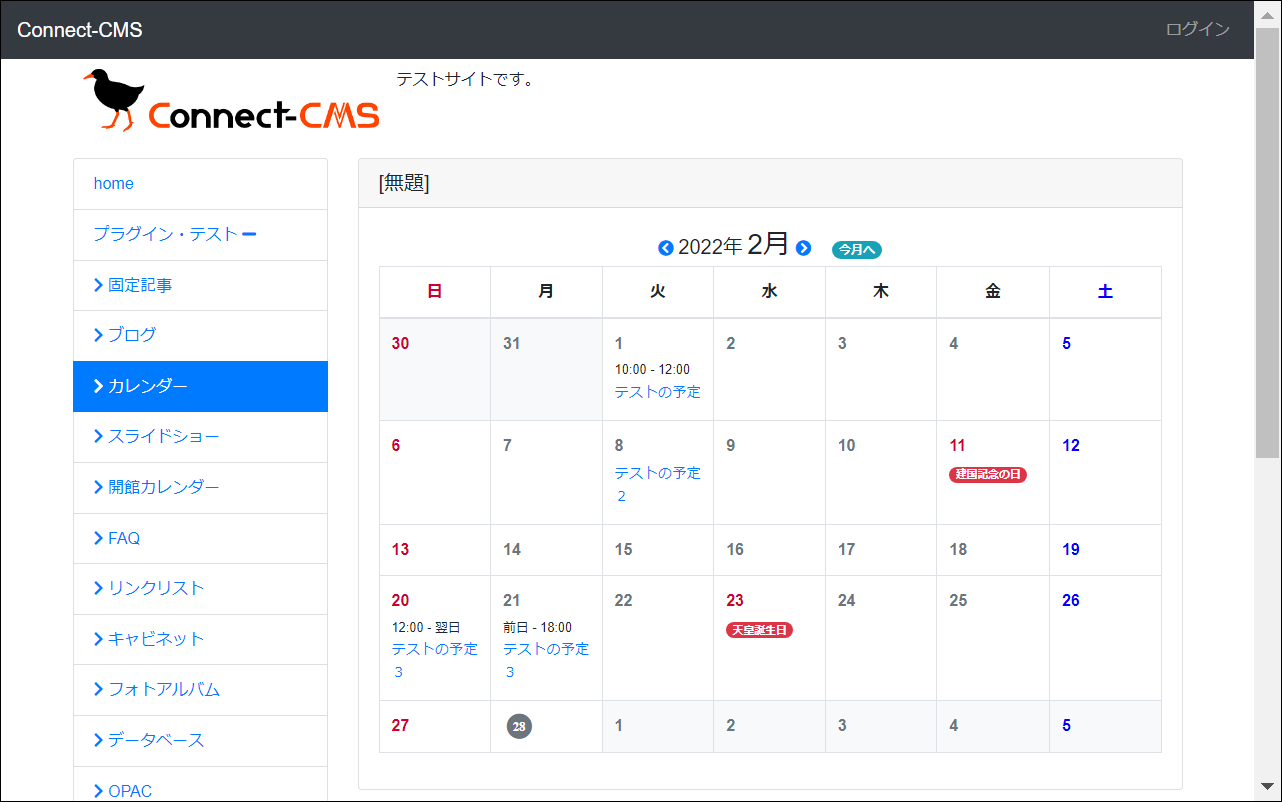 Connect-CMS
ログイン
Connect-CMS
テストサイトです。
home
プラグイン・テスト
固定記事
ブログ
カレンダー
スライドショー
開館カレンダー
FAQ
リンクリスト
キャビネット
フォトアルバム
データベース
OPAC
[無題]
2022年 2月 今月へ
日 月 火 水 木 金 土
30 31 1 2 3 4 5
10:00 - 12:00
テストの予定
6 7 8 9 10 11 12
テストの予定 建国記念の日
2
13 14 15 16 17 18 19
20 21 22 23 24 25 26
12:00 - 翌日 前日 - 18:00 天皇誕生日
テストの予定 テストの予定
3 3
27 28 1 2 3 4 5